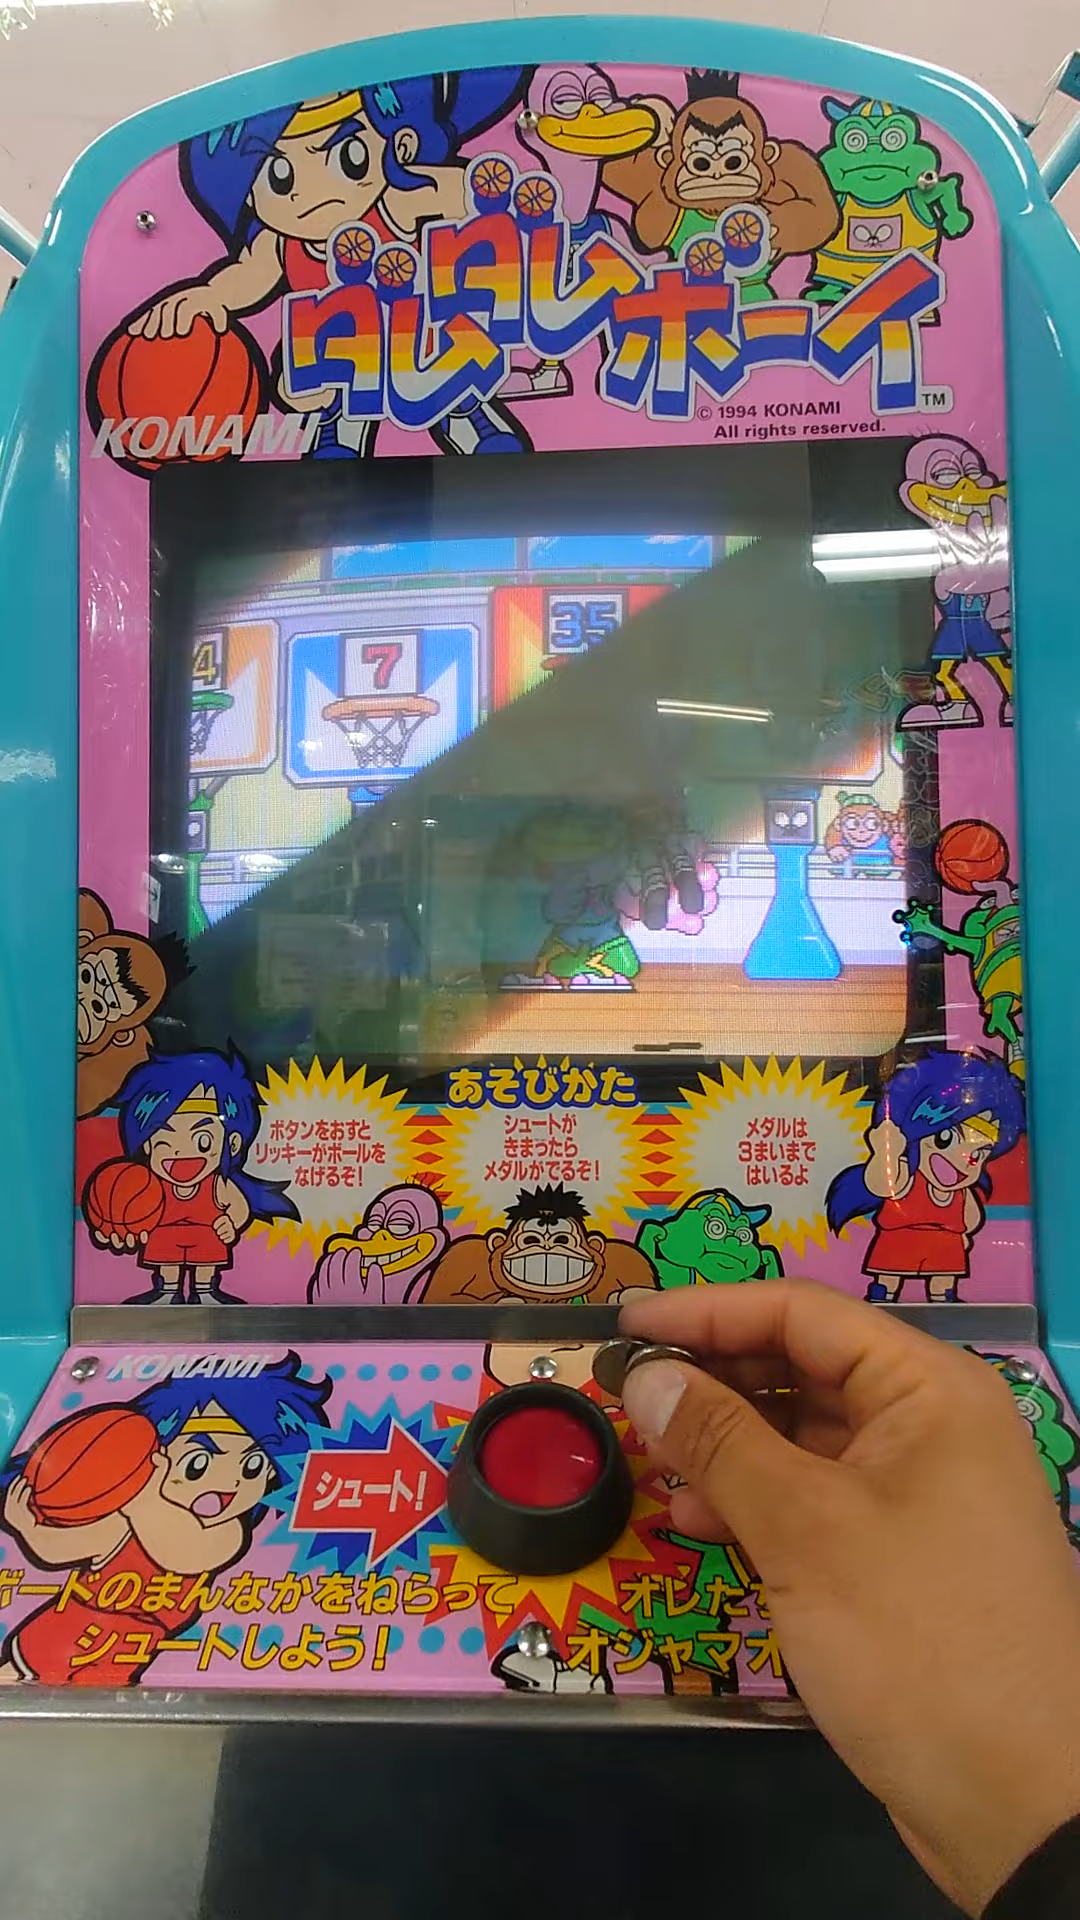 ダレダレボーイ
TM
KONAMI
© 1994 KONAMI
All rights reserved.
4
7
35
あそびかた
ボタンをおすと
リッキーがボールを
なげるぞ!
シュートが
きまったら
メダルがでるぞ!
メダルは
3まいまで
はいるよ
KONAMI
シュート!
ボードのまんなかをねらって
シュートしよう!
オレた
オジャマ